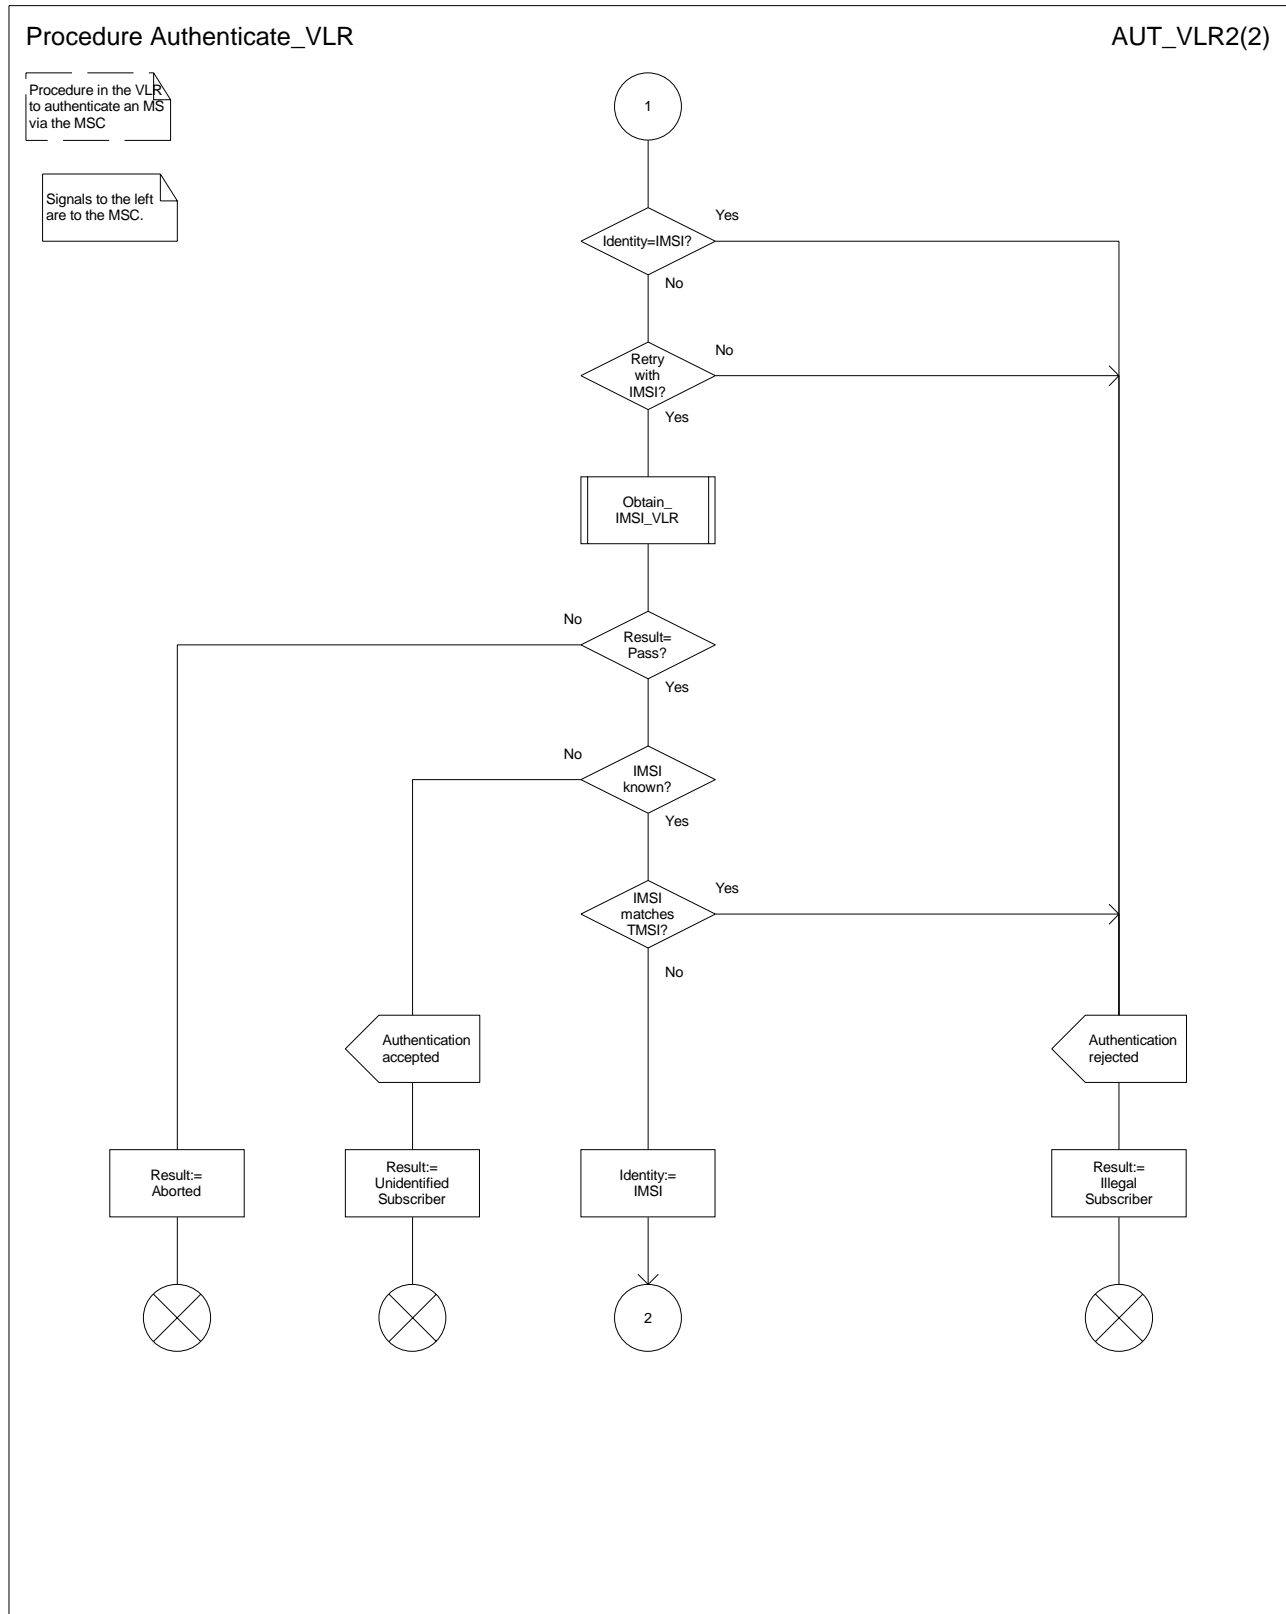 Procedure Authenticate_VLR
AUT_VLR2(2)
Procedure in the VLR
to authenticate an MS
via the MSC
Signals to the left
are to the MSC.
1
Yes
Identity=IMSI?
No
No
Retry
with
IMSI?
Yes
Obtain_
IMSI_VLR
No
Result=
Pass?
Yes
No
IMSI
known?
Yes
Yes
IMSI
matches
TMSI?
No
Authentication
accepted
Authentication
rejected
Result:=
Aborted
Result:=
Unidentified
Subscriber
Identity:=
IMSI
Result:=
Illegal
Subscriber
2